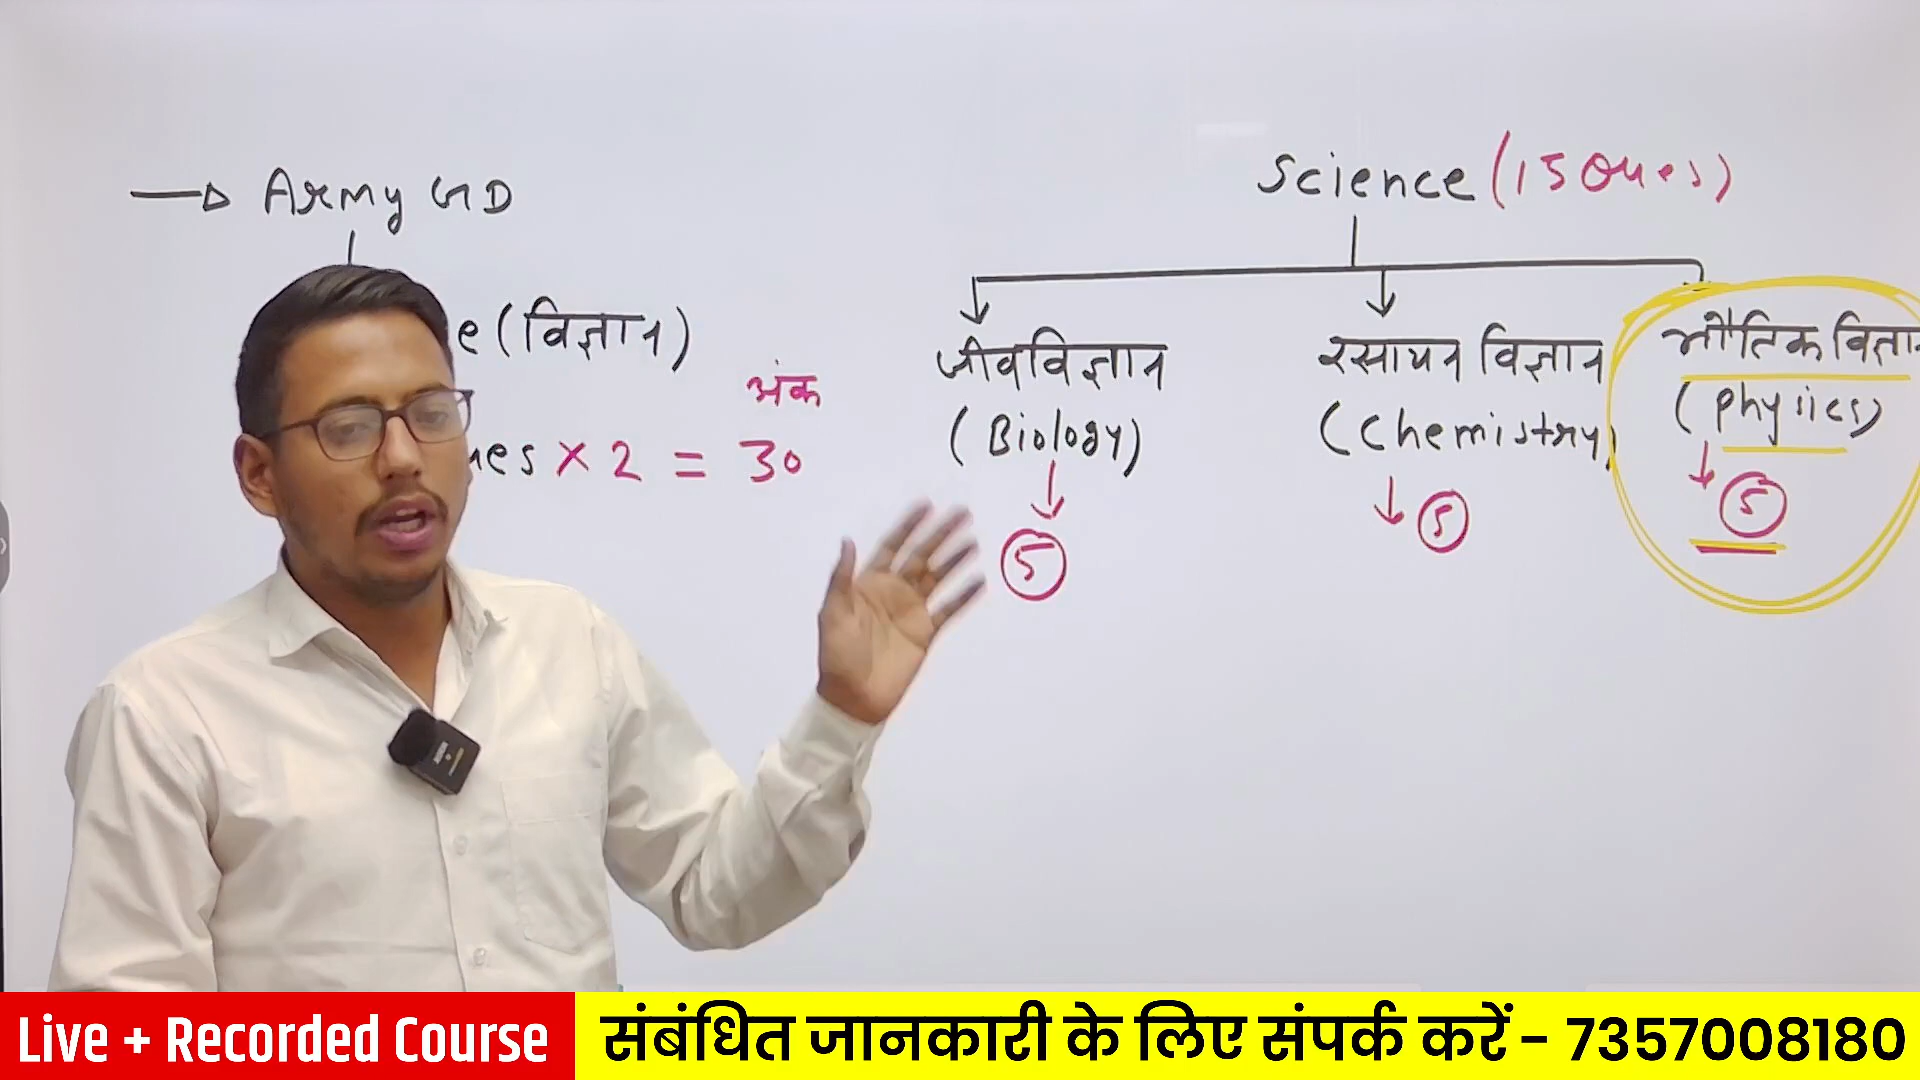 → Army GD
e (विज्ञान)
अंक
ues × 2 = 30
Science (15 Ques)
जीवविज्ञान
(Biology)
5
रसायन विज्ञान
(Chemistry)
5
भौतिक विज्ञा
(Physics)
5
Live + Recorded Course
संबंधित जानकारी के लिए संपर्क करें - 7357008180